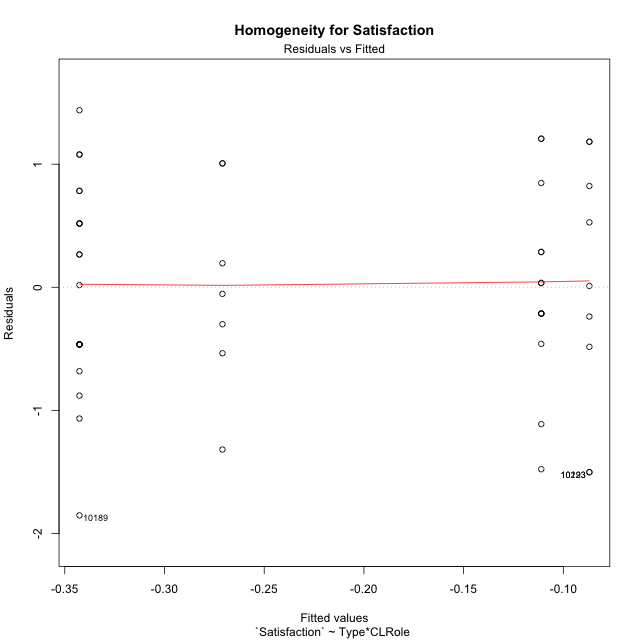 Homogeneity for Satisfaction
Residuals vs Fitted
1
0
-1
-2
Residuals
10189
-0.35 -0.30 -0.25 -0.20 -0.15 -0.10
Fitted values
`Satisfaction` ~ Type*CLRole